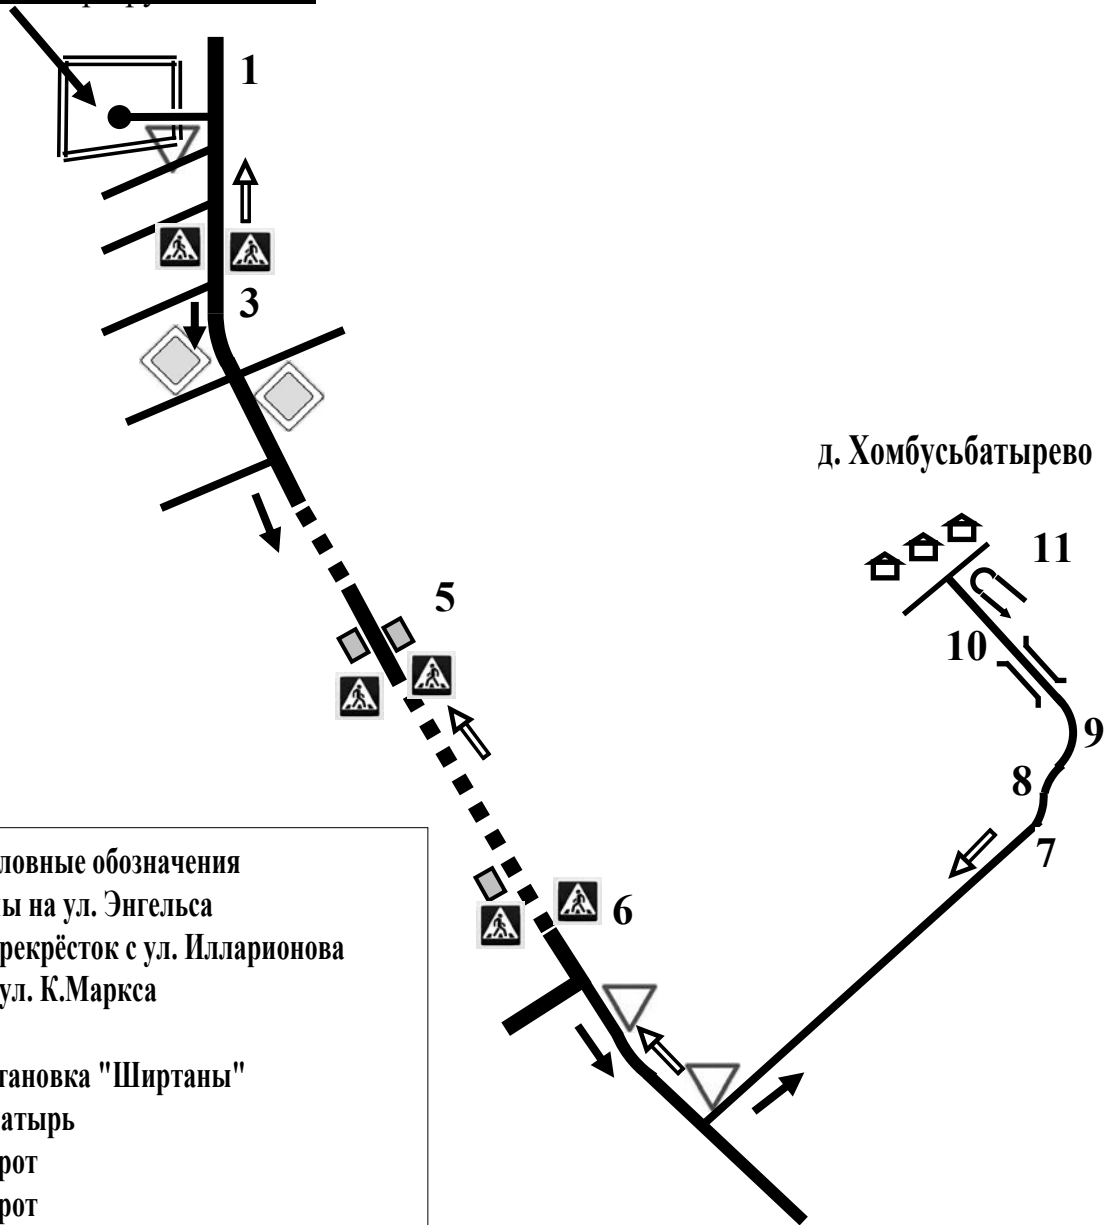 1
3
д. Хомбусьбатырево
11
5
10
9
8
7
6
ловные обозначения
ы на ул. Энгельса
рекрёсток с ул. Илларионова
ул. К.Маркса
тановка "Ширтаны"
атырь
рот
рот